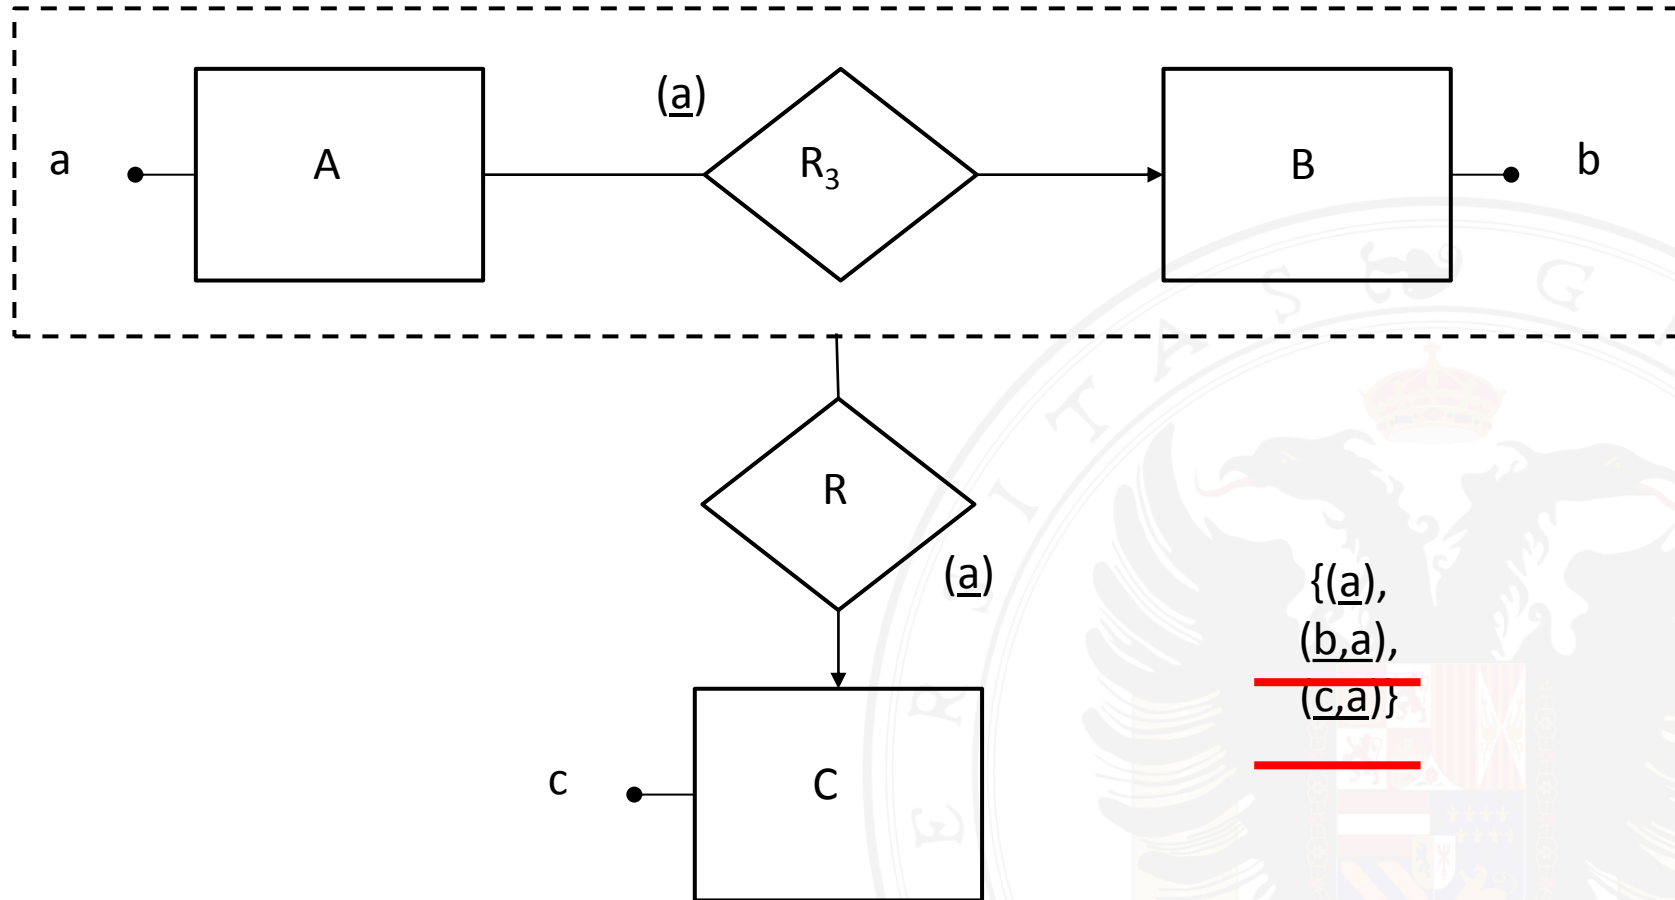 (a)
a
A
R₃
B
b
R
(a)
{(a),
(b,a),
(c,a)}
c
C
E R I T A S G